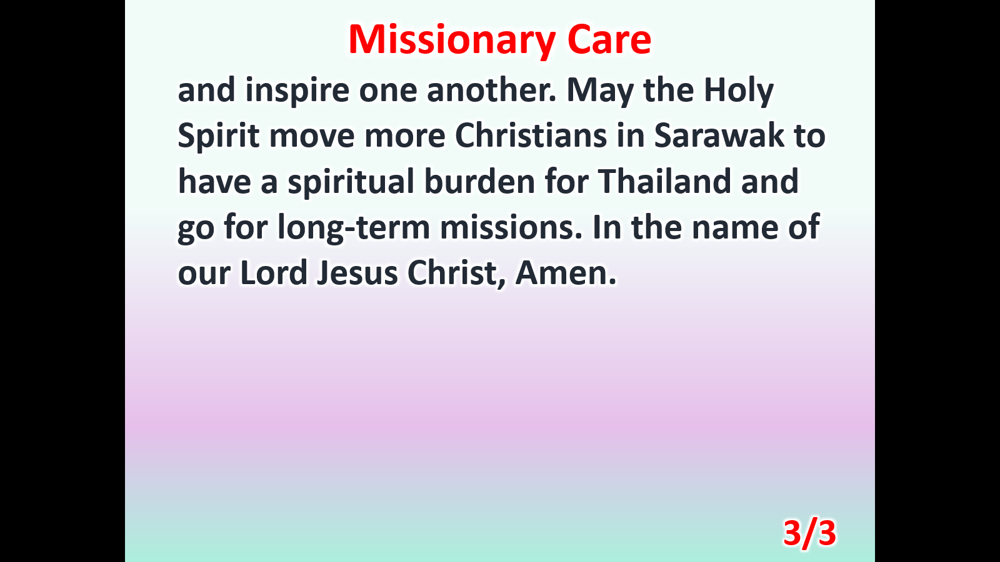 Missionary Care
and inspire one another. May the Holy
Spirit move more Christians in Sarawak to
have a spiritual burden for Thailand and
go for long-term missions. In the name of
our Lord Jesus Christ, Amen.
3/3